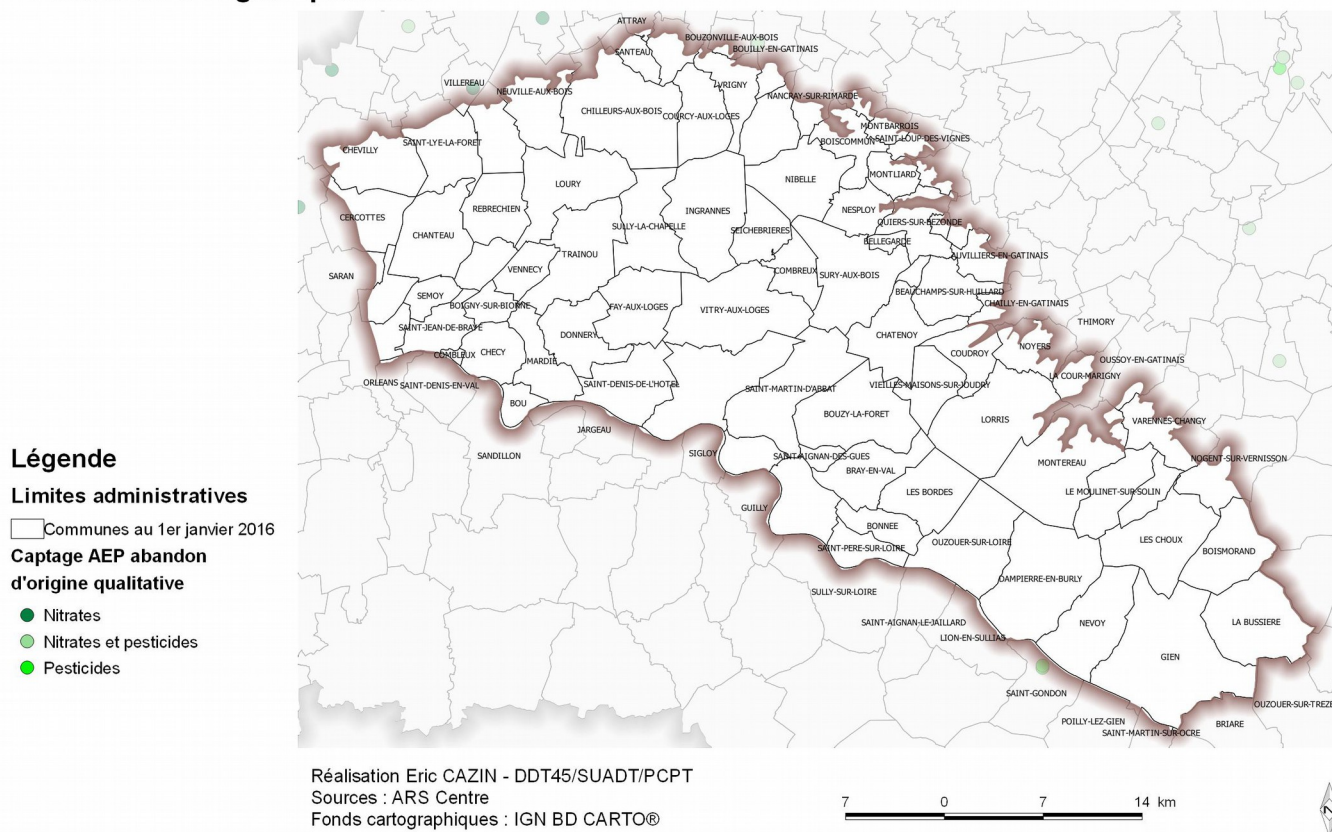 ATTRAY
BOUZONVILLE-AUX-BOIS
BOUILLY-EN-GATINAIS
SANTEAU
VRIGNY
VILLEREAU
NEUVILLE-AUX-BOIS
NANCRAY-SUR-RIMARDE
CHILLEURS-AUX-BOIS
COURCY-AUX-LOGES
MONTBARROIS
SAINT-LOUP-DES-VIGNES
BOISCOMMUN
SAINT-LYE-LA-FORET
CHEVILLY
MONTLIARD
LOURY
NIBELLE
REBRECHIEN
INGRANNES
NESPLOY
CERCOTTES
SULLY-LA-CHAPELLE
SEICHEBRIERES
QUIERS-SUR-BEZONDE
CHANTEAU
BELLEGARDE
TRAINOU
AUVILLIERS-EN-GATINAIS
VENNECY
COMBREUX
SURY-AUX-BOIS
SARAN
SEMOY
BEAUCHAMPS-SUR-HUILLARD
CHAILLY-EN-GATINAIS
BOIGNY-SUR-BIONNE
FAY-AUX-LOGES
VITRY-AUX-LOGES
THIMORY
SAINT-JEAN-DE-BRAYE
DONNERY
CHATENOY
NOYERS
COMBLEUX
CHECY
MARDIE
COUDROY
OUSSOY-EN-GATINAIS
LA COUR-MARIGNY
ORLEANS
SAINT-DENIS-EN-VAL
SAINT-DENIS-DE-L'HOTEL
SAINT-MARTIN-D'ABBAT
VIEILLES-MAISONS-SUR-JOUDRY
BOU
BOUZY-LA-FORET
LORRIS
VARENNES-CHANGY
JARGEAU
SANDILLON
SIGLOY
SAINT-AIGNAN-DES-GUES
BRAY-EN-VAL
MONTEREAU
NOGENT-SUR-VERNISSON
LES BORDES
LE MOULINET-SUR-SOLIN
GUILLY
BONNEE
SAINT-PERE-SUR-LOIRE
OUZOUER-SUR-LOIRE
LES CHOUX
BOISMORAND
DAMPIERRE-EN-BURLY
SULLY-SUR-LOIRE
SAINT-AIGNAN-LE-JAILLARD
LION-EN-SULLIAS
NEVOY
LA BUSSIERE
GIEN
SAINT-GONDON
OUZOUER-SUR-TREZE
POILLY-LEZ-GIEN
BRIARE
SAINT-MARTIN-SUR-OCRE
Légende
Limites administratives
Communes au 1er janvier 2016
Captage AEP abandon
d'origine qualitative
Nitrates
Nitrates et pesticides
Pesticides
Réalisation Eric CAZIN - DDT45/SUADT/PCPT
Sources : ARS Centre
Fonds cartographiques : IGN BD CARTO®
7 0 7 14 km